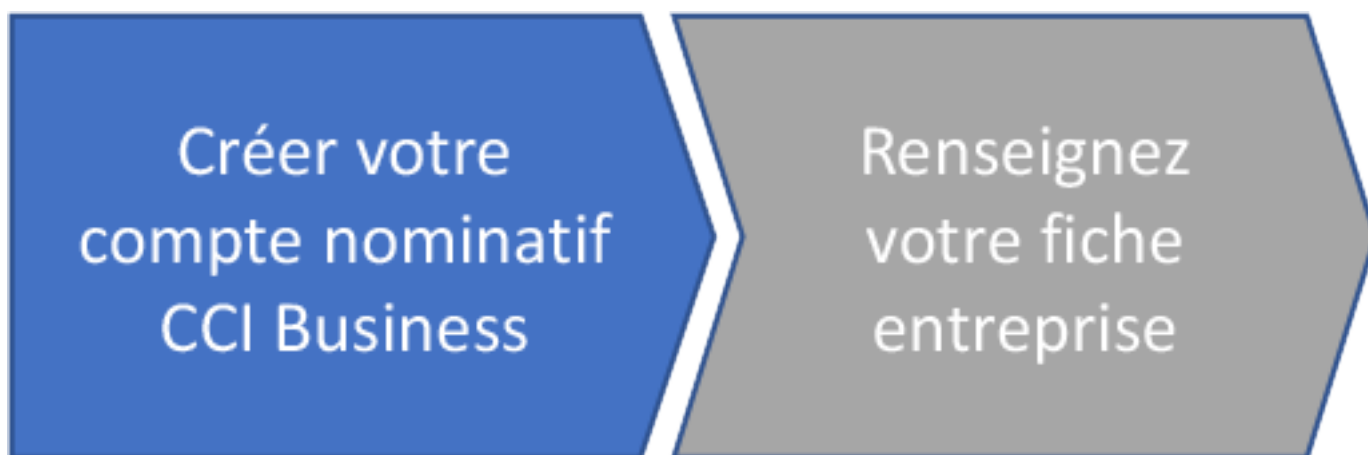 Créer votre
compte nominatif
CCI Business
Renseignez
votre fiche
entreprise